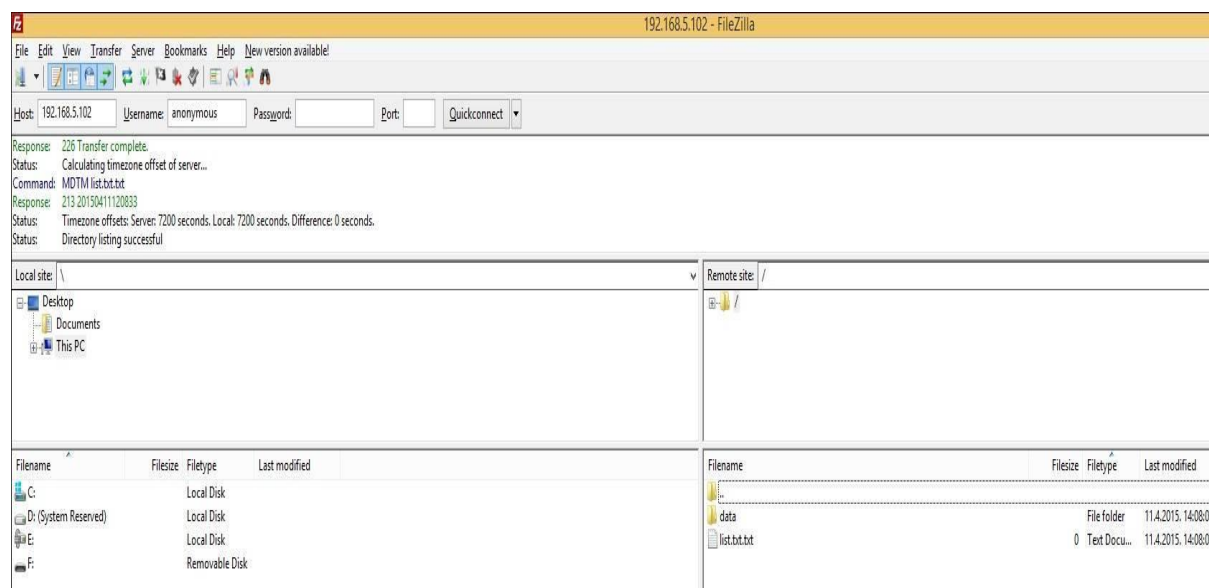 192.168.5.102 - FileZilla
File Edit View Transfer Server Bookmarks Help New version available!
Host: 192.168.5.102 Username: anonymous Password: Port: Quickconnect
Response: 226 Transfer complete.
Status: Calculating timezone offset of server...
Command: MDTM list.txt.txt
Response: 213 20150411120833
Status: Timezone offsets: Server: 7200 seconds. Local: 7200 seconds. Difference: 0 seconds.
Status: Directory listing successful
Local site: \
Remote site: /
Desktop
Documents
This PC
/
Filename Filesize Filetype Last modified
C: Local Disk
D: (System Reserved) Local Disk
E: Local Disk
F: Removable Disk
Filename Filesize Filetype Last modified
..
data File folder 11.4.2015. 14:08:0
list.txt.txt 0 Text Docu... 11.4.2015. 14:08:0